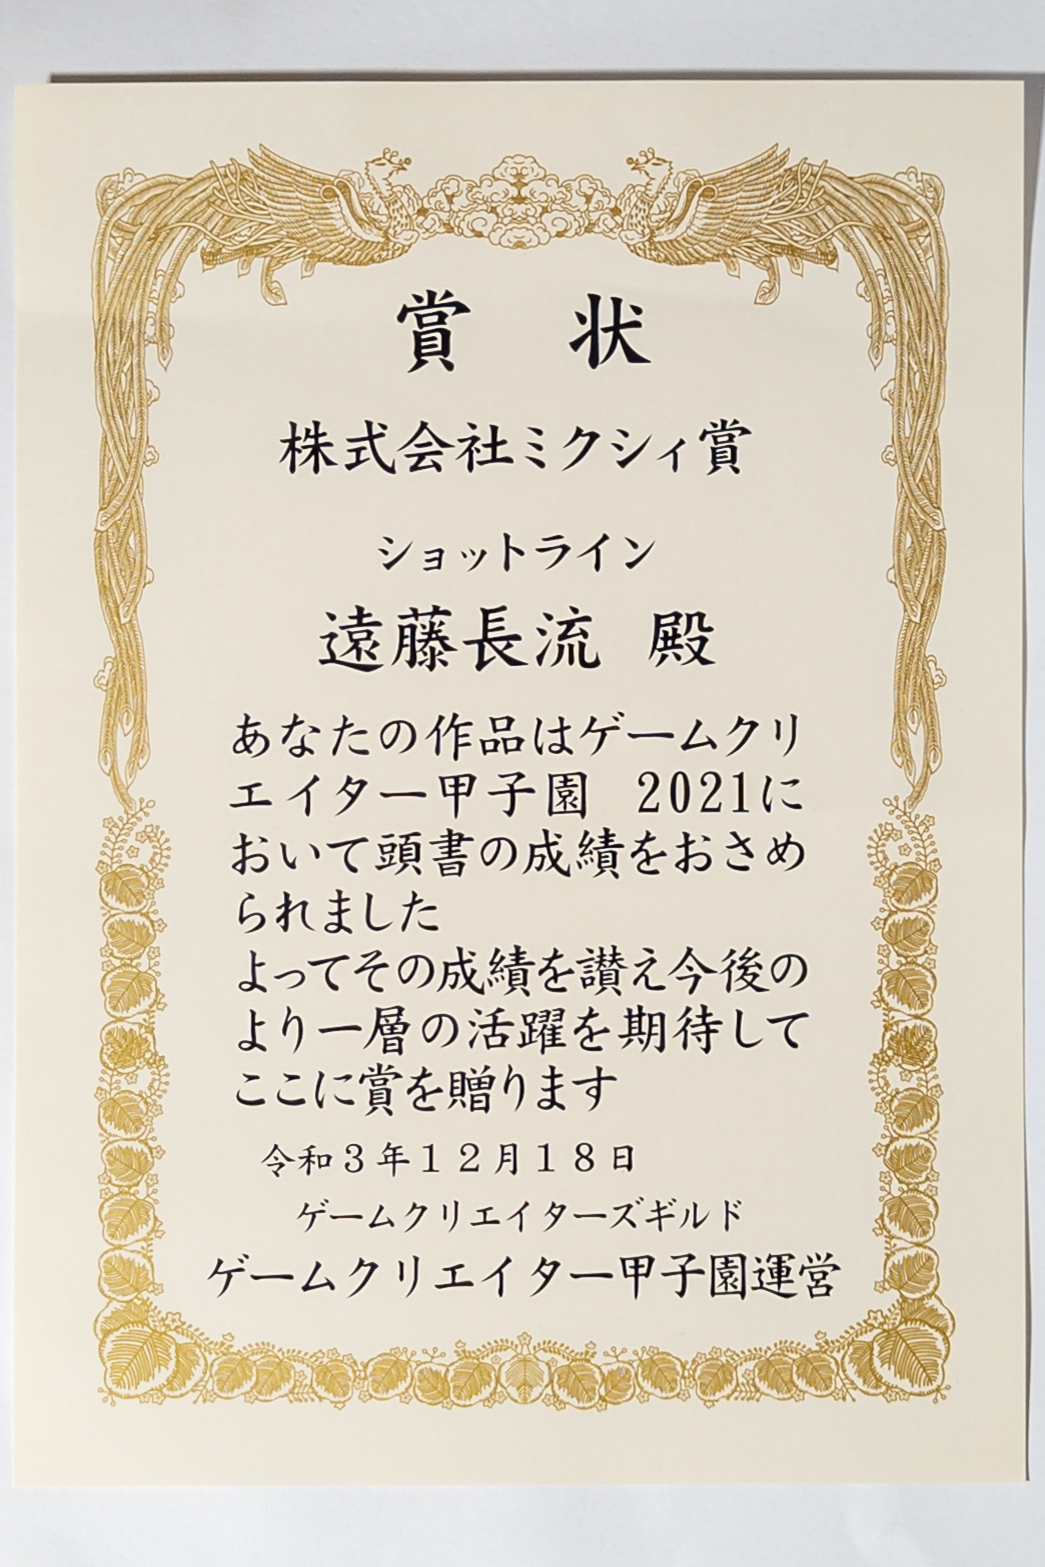 賞　状
株式会社ミクシィ賞
ショットライン
遠藤長流　殿
あなたの作品はゲームクリ
エイター甲子園　2021に
おいて頭書の成績をおさめ
られました
よってその成績を讃え今後の
より一層の活躍を期待して
ここに賞を贈ります
令和３年１２月１８日
ゲームクリエイターズギルド
ゲームクリエイター甲子園運営